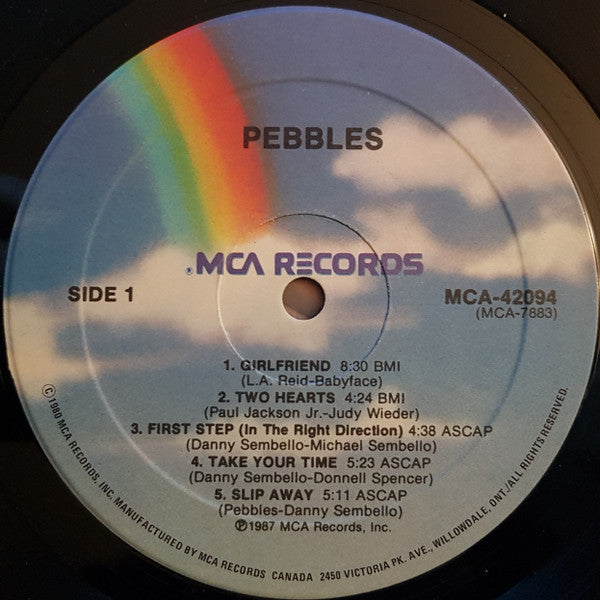 PEBBLES
®MCA RECORDS
SIDE 1
MCA-42094
(MCA-7883)
1. GIRLFRIEND 8:30 BMI
(L.A. Reid-Babyface)
2. TWO HEARTS 4:24 BMI
(Paul Jackson Jr.-Judy Wieder)
3. FIRST STEP (In The Right Direction) 4:38 ASCAP
(Danny Sembello-Michael Sembello)
4. TAKE YOUR TIME 5:23 ASCAP
(Danny Sembello-Donnell Spencer)
5. SLIP AWAY 5:11 ASCAP
(Pebbles-Danny Sembello)
℗1987 MCA Records, Inc.
©1980 MCA RECORDS, INC. MANUFACTURED BY MCA RECORDS CANADA 2450 VICTORIA PK. AVE., WILLOWDALE, ONT./ALL RIGHTS RESERVED.